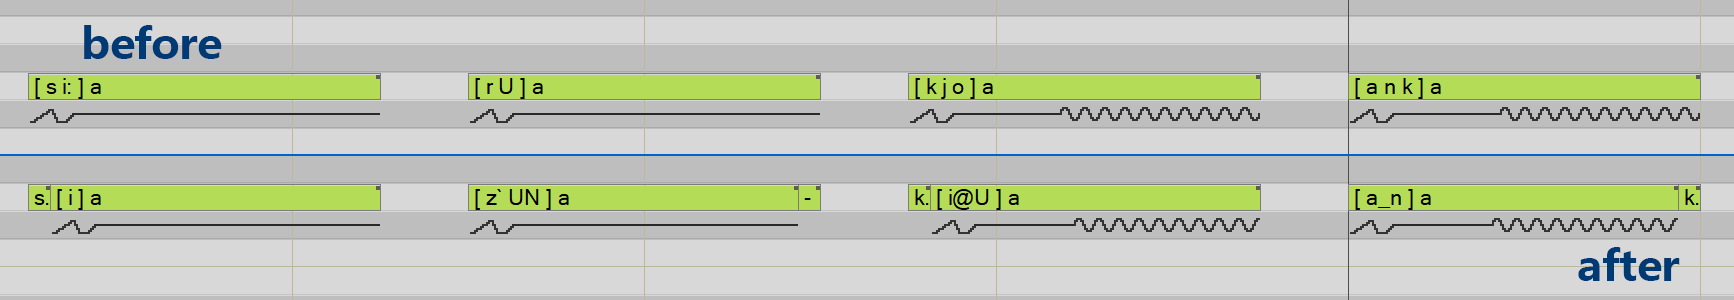 before
[ s i: ] a [ r U ] a [ k j o ] a [ a n k ] a
s. [ i ] a [ z` UN ] a - k. [ i@U ] a [ a_n ] a k.
after